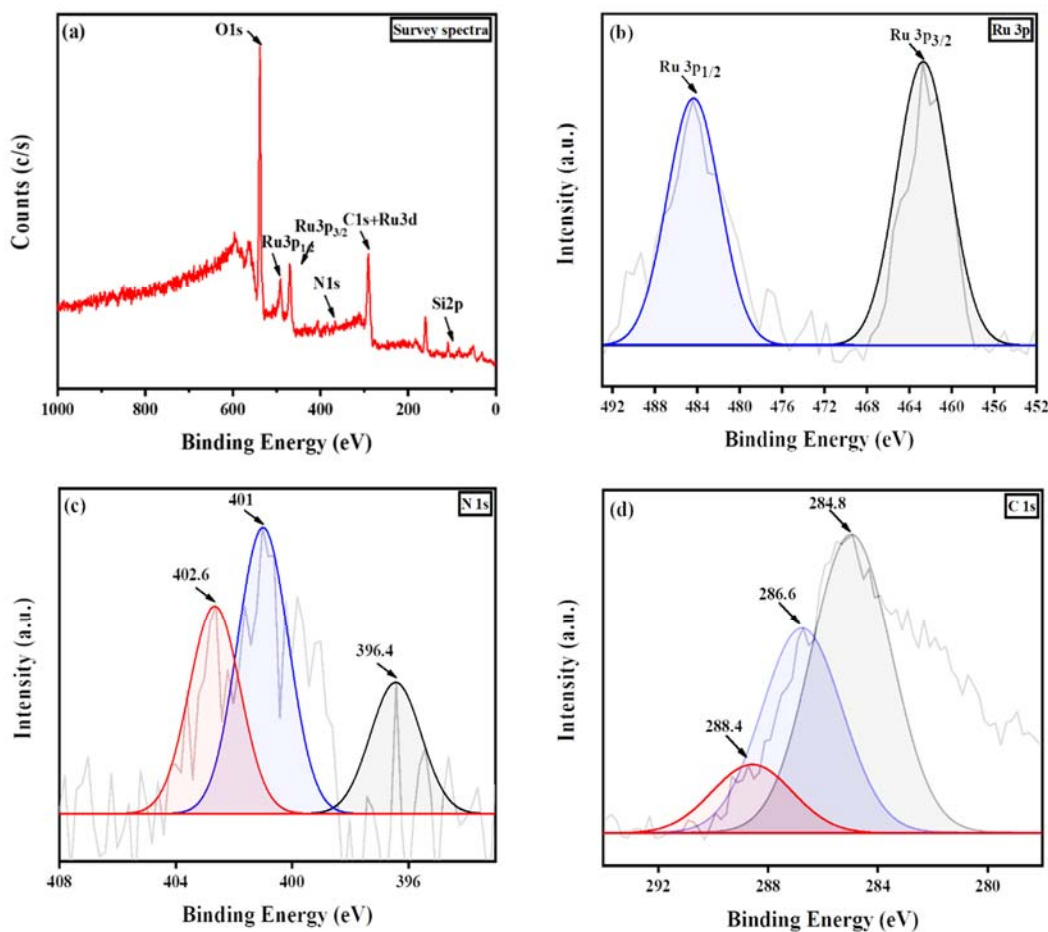 (a)
Survey spectra
O1s
Ru3p1/2
Ru3p3/2
C1s+Ru3d
N1s
Si2p
Counts (c/s)
1000 800 600 400 200 0
Binding Energy (eV)
(b)
Ru 3p
Ru 3p1/2
Ru 3p3/2
Intensity (a.u.)
492 488 484 480 476 472 468 464 460 456 452
Binding Energy (eV)
(c)
N 1s
401
402.6
396.4
Intensity (a.u.)
408 404 400 396
Binding Energy (eV)
(d)
C 1s
284.8
286.6
288.4
Intensity (a.u.)
292 288 284 280
Binding Energy (eV)